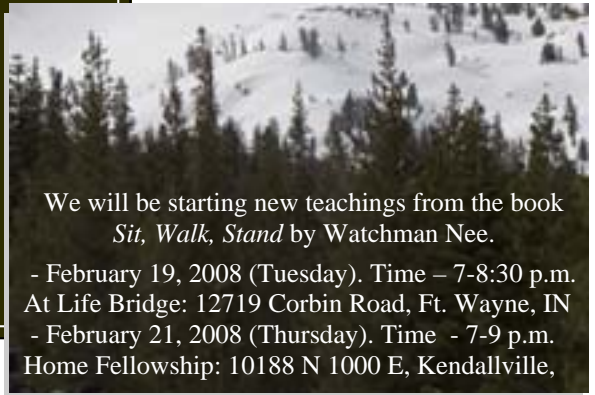 We will be starting new teachings from the book
Sit, Walk, Stand by Watchman Nee.
- February 19, 2008 (Tuesday). Time – 7-8:30 p.m.
At Life Bridge: 12719 Corbin Road, Ft. Wayne, IN
- February 21, 2008 (Thursday). Time - 7-9 p.m.
Home Fellowship: 10188 N 1000 E, Kendallville,